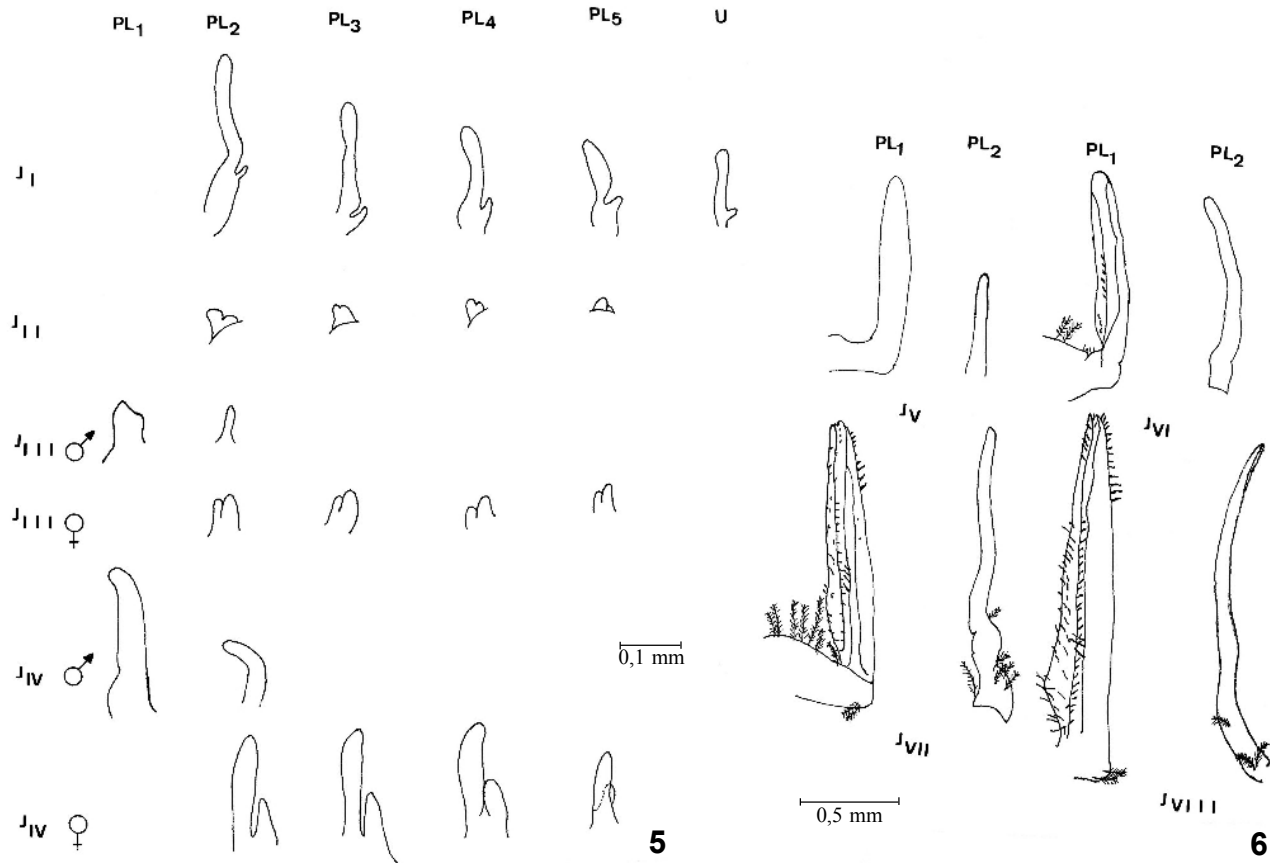 PL1 PL2 PL3 PL4 PL5 U
JI
JII
JIII ♂
JIII ♀
JIV ♂
JIV ♀
0,1 mm
5
PL1 PL2 PL1 PL2
JV JVI
JVII JVIII
0,5 mm
6